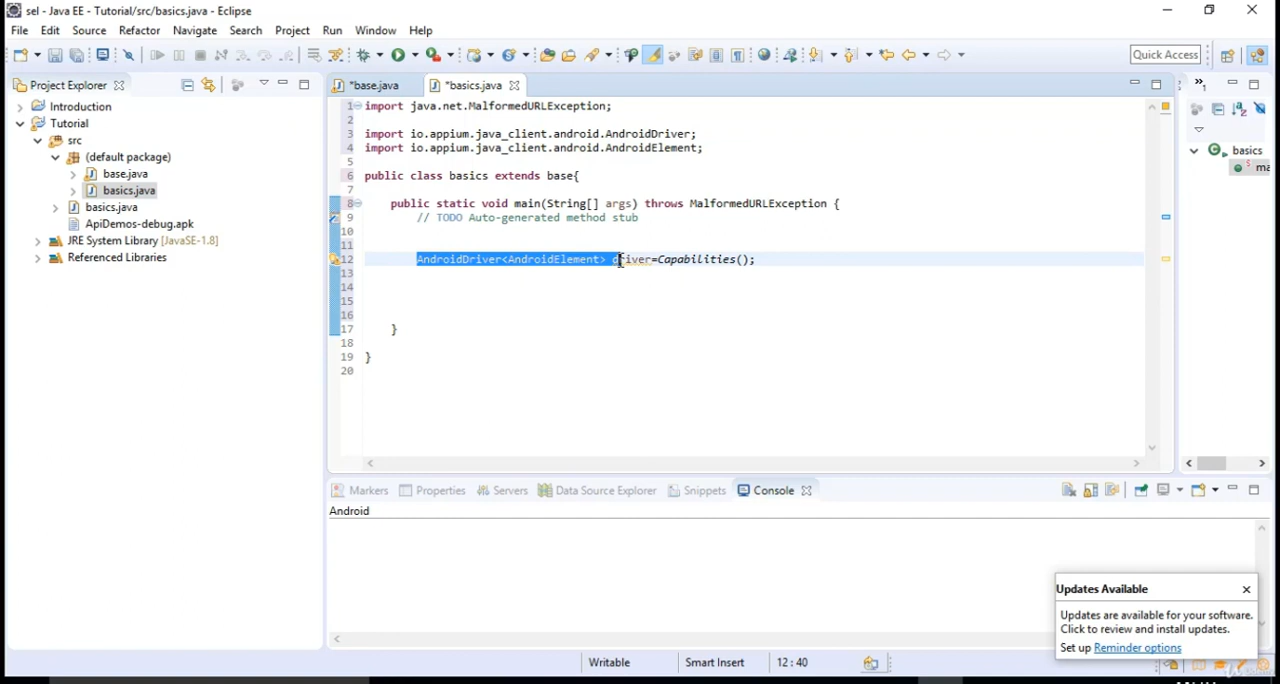 sel - Java EE - Tutorial/src/basics.java - Eclipse
File Edit Source Refactor Navigate Search Project Run Window Help
Quick Access
Project Explorer
*base.java *basics.java
Introduction
Tutorial
src
(default package)
base.java
basics.java
basics.java
ApiDemos-debug.apk
JRE System Library [JavaSE-1.8]
Referenced Libraries
1 import java.net.MalformedURLException;
2
3 import io.appium.java_client.android.AndroidDriver;
4 import io.appium.java_client.android.AndroidElement;
5
6 public class basics extends base{
7
8 public static void main(String[] args) throws MalformedURLException {
9 // TODO Auto-generated method stub
10
11
12 AndroidDriver<AndroidElement> driver=Capabilities();
13
14
15
16
17 }
18
19 }
20
basics
ma
Markers Properties Servers Data Source Explorer Snippets Console
Android
Updates Available
Updates are available for your software.
Click to review and install updates.
Set up Reminder options
Writable Smart Insert 12 : 40